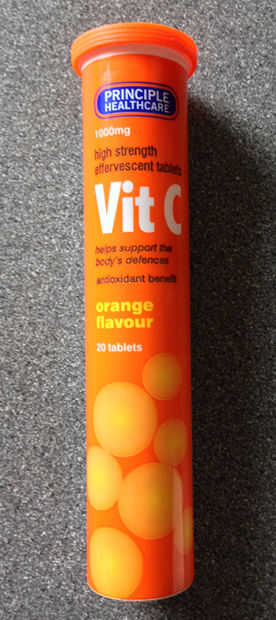 PRINCIPLE
HEALTHCARE
1000mg
high strength
effervescent tablets
Vit C
helps support the
body's defences
antioxidant benefit
orange
flavour
20 tablets